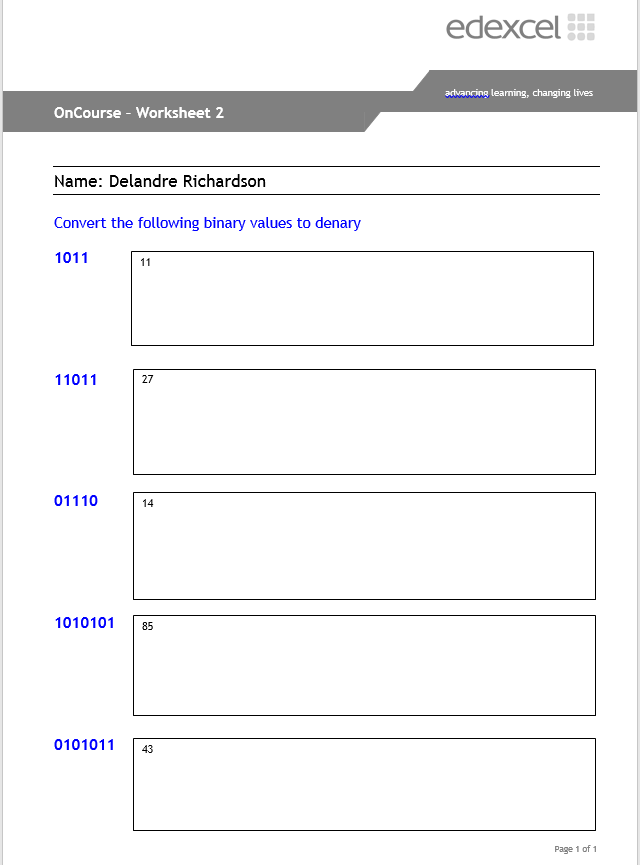 edexcel
advancing learning, changing lives
OnCourse – Worksheet 2
Name: Delandre Richardson
Convert the following binary values to denary
1011
11
11011
27
01110
14
1010101
85
0101011
43
Page 1 of 1